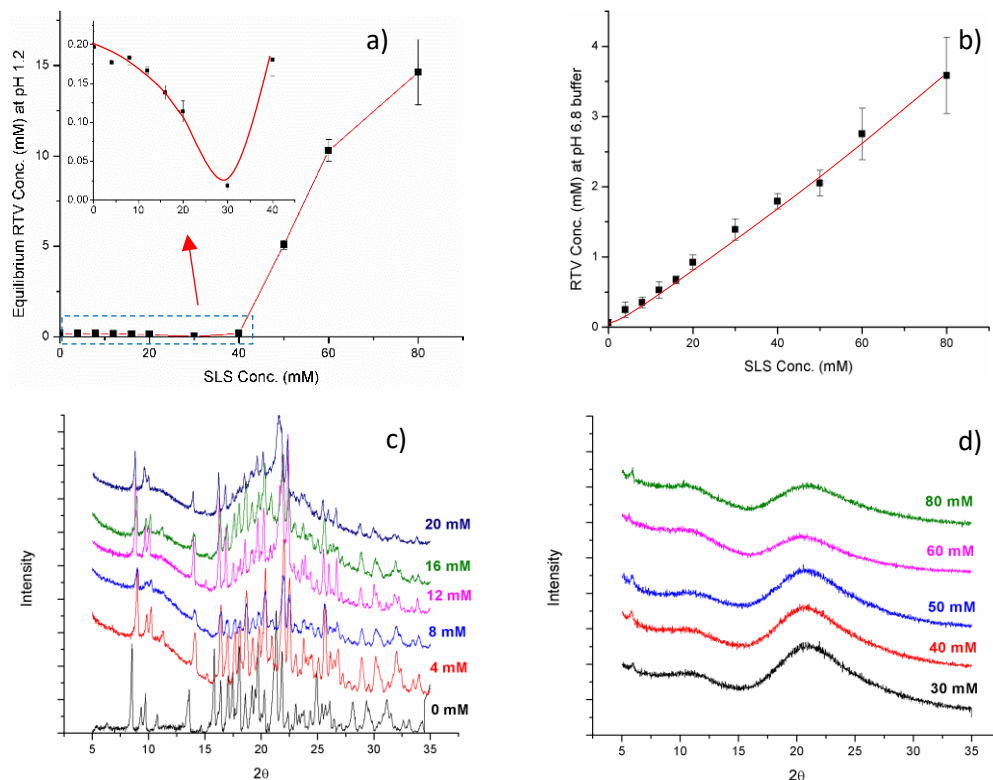 a)
Equilibrium RTV Conc. (mM) at pH 1.2
15
10
5
0
0.20
0.15
0.10
0.05
0.00
0 10 20 30 40
0 20 40 60 80
SLS Conc. (mM)
b)
RTV Conc. (mM) at pH 6.8 buffer
4
3
2
1
0
0 20 40 60 80
SLS Conc. (mM)
c)
Intensity
20 mM
16 mM
12 mM
8 mM
4 mM
0 mM
5 10 15 20 25 30 35
2θ
d)
Intensity
80 mM
60 mM
50 mM
40 mM
30 mM
5 10 15 20 25 30 35
2θ